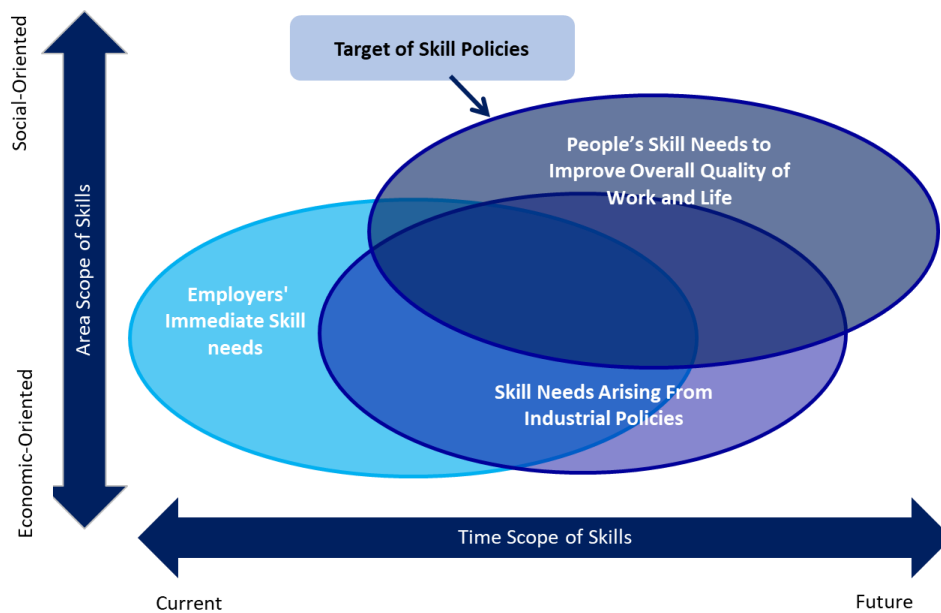 Social-Oriented
Area Scope of Skills
Economic-Oriented
Target of Skill Policies
People’s Skill Needs to
Improve Overall Quality of
Work and Life
Employers'
Immediate Skill
needs
Skill Needs Arising From
Industrial Policies
Time Scope of Skills
Current
Future